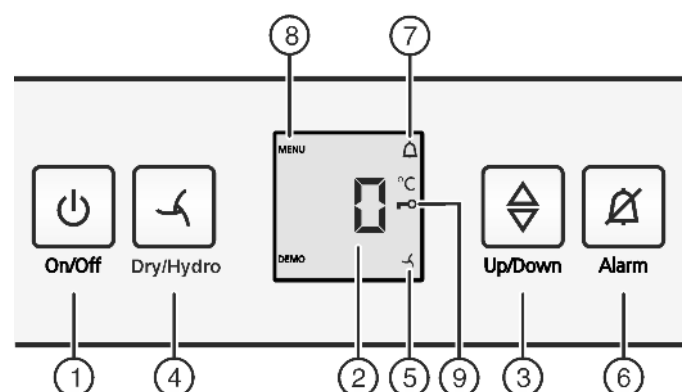 8 7
MENU
°C
0
On/Off Dry/Hydro DEMO Up/Down Alarm
1 4 2 5 9 3 6